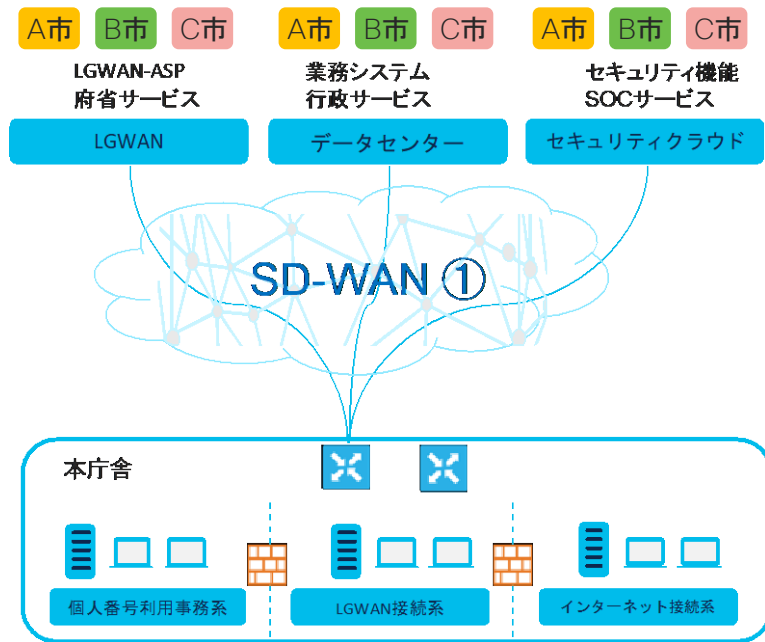 A市 B市 C市 A市 B市 C市 A市 B市 C市
LGWAN-ASP
府省サービス
業務システム
行政サービス
セキュリティ機能
SOCサービス
LGWAN
データセンター
セキュリティクラウド
SD-WAN ①
本庁舎
個人番号利用事務系
LGWAN接続系
インターネット接続系